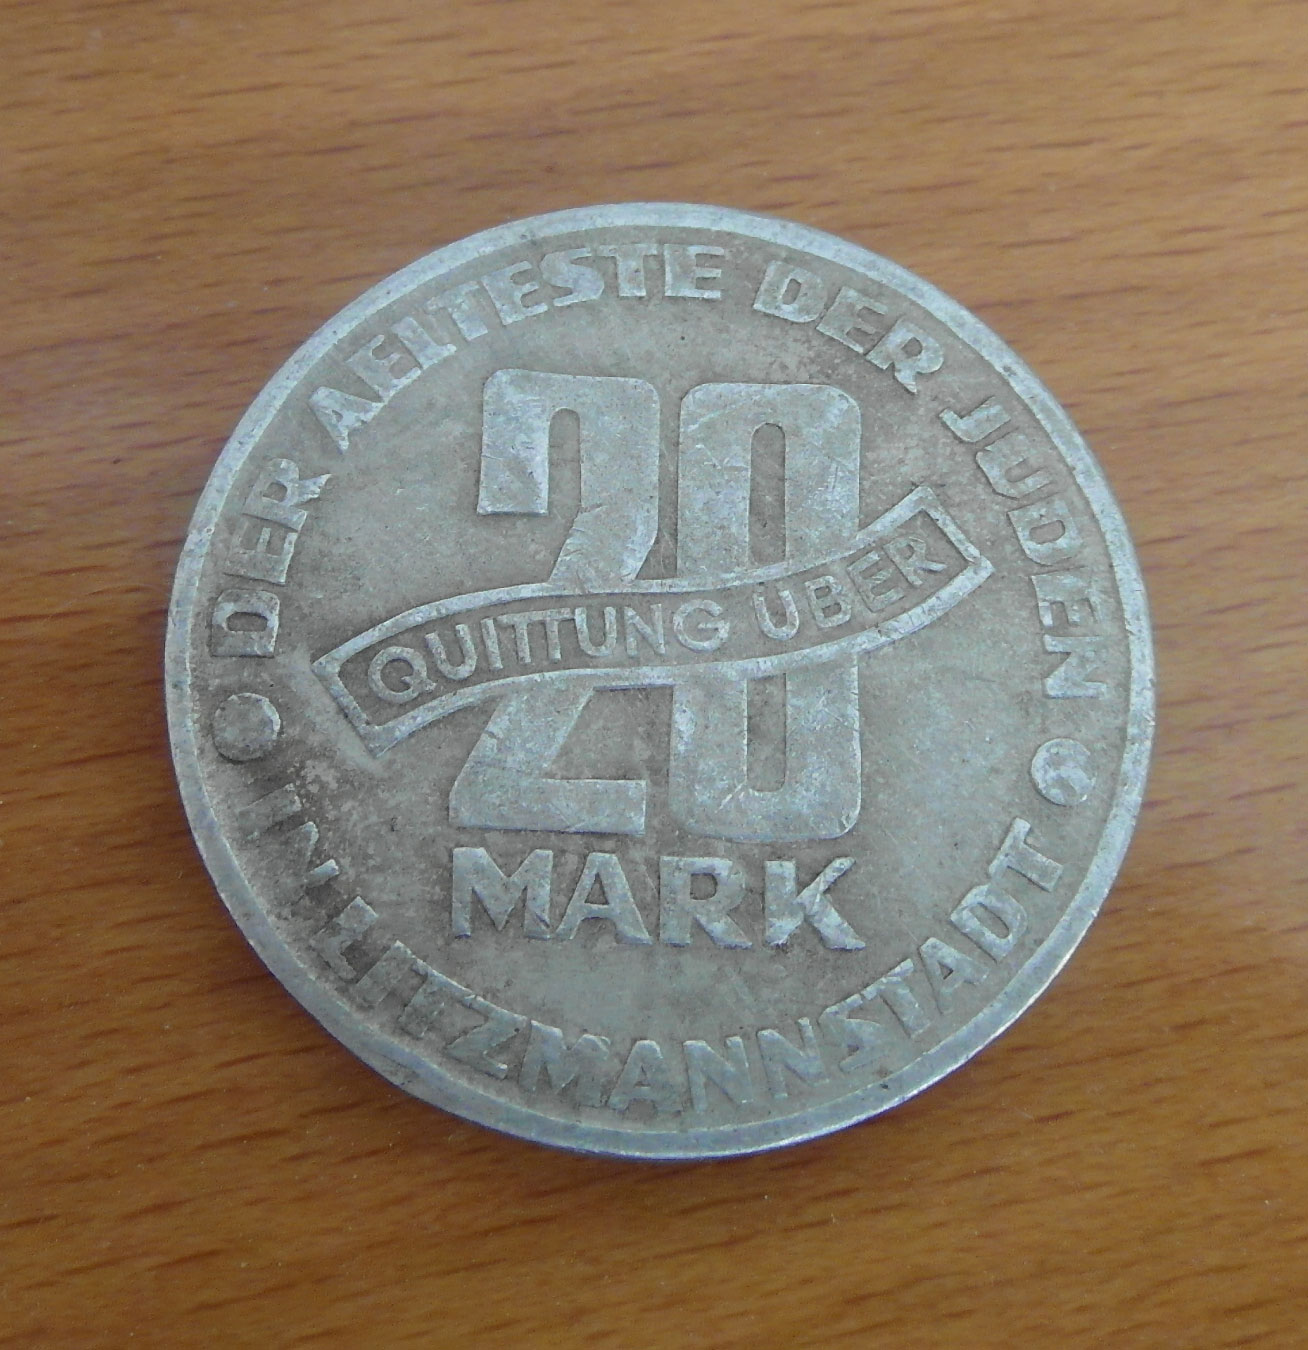 DER AELTESTE DER JUDEN
20
QUITTUNG ÜBER
MARK
IN LITZMANNSTADT